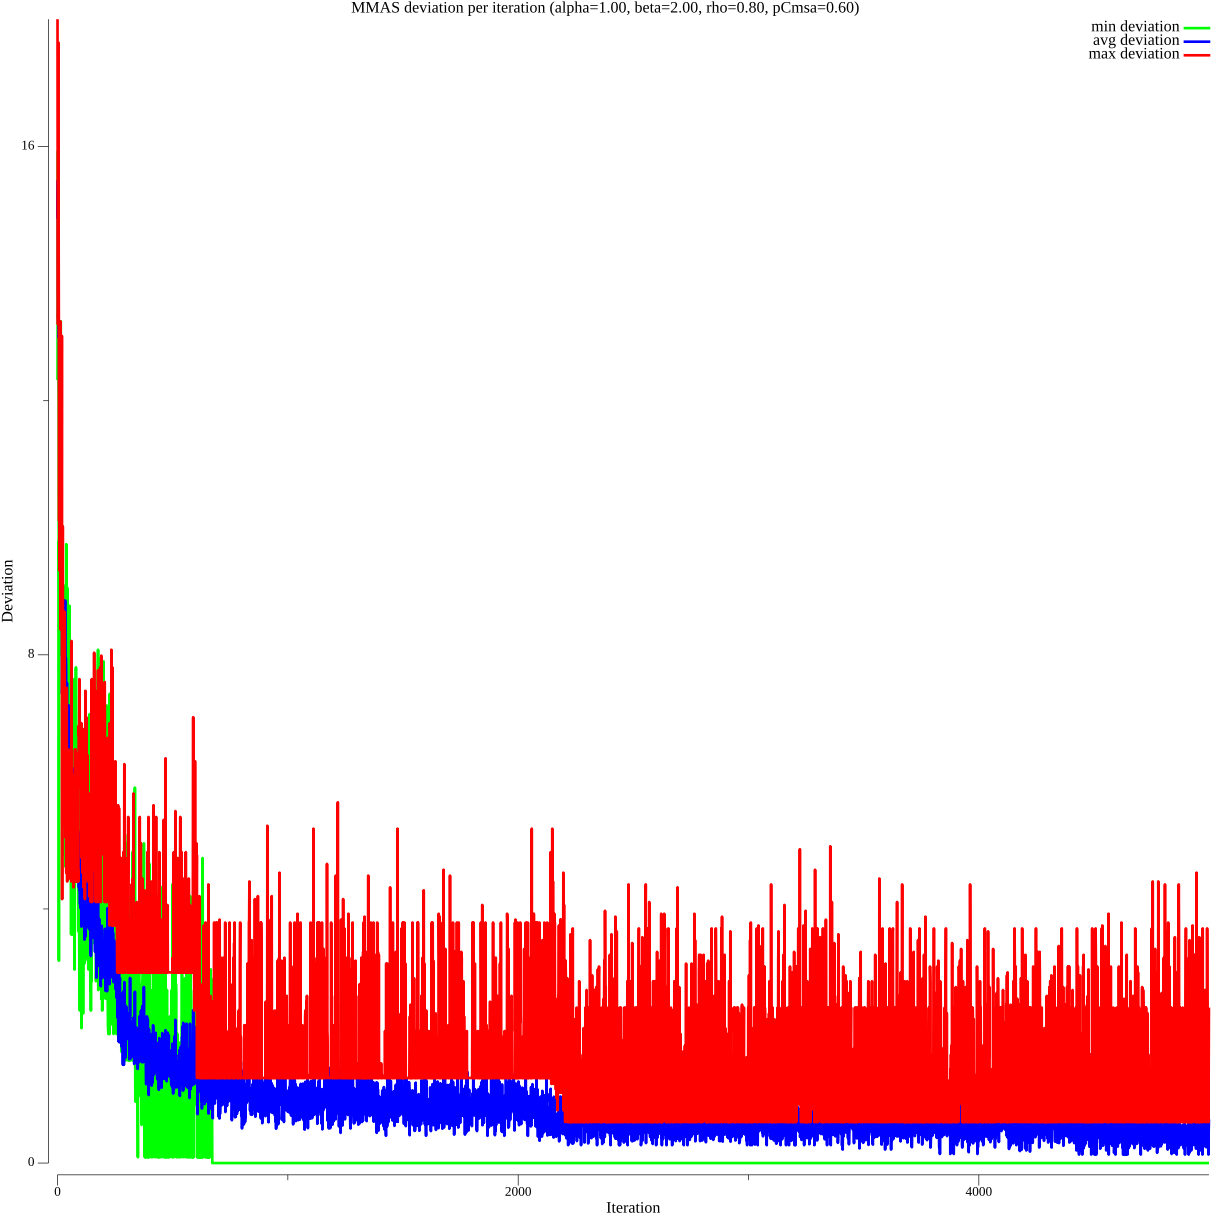 MMAS deviation per iteration (alpha=1.00, beta=2.00, rho=0.80, pCmsa=0.60)
min deviation
avg deviation
max deviation
16
8
0
Deviation
0
2000
4000
Iteration